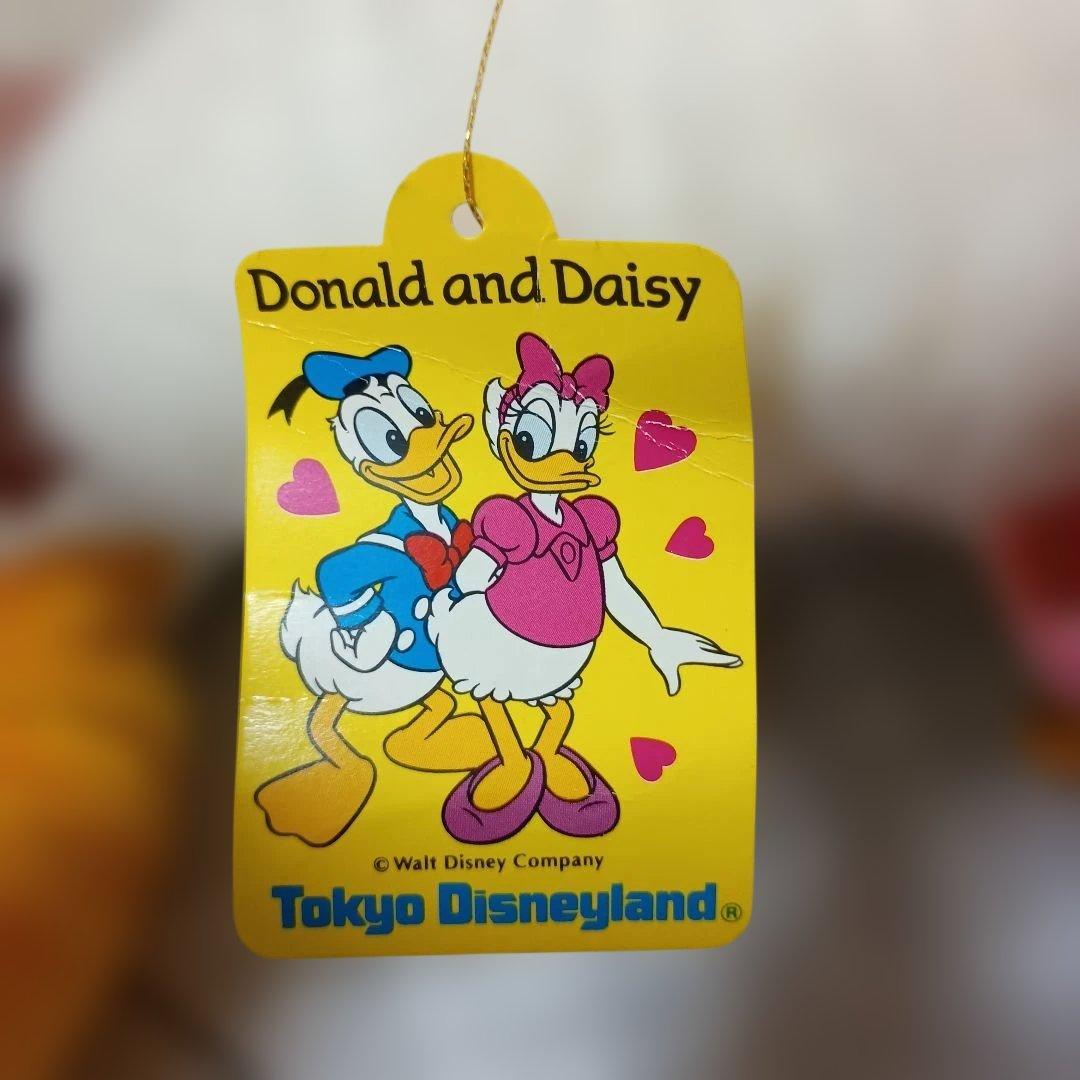 Donald and Daisy
© Walt Disney Company
Tokyo Disneyland®